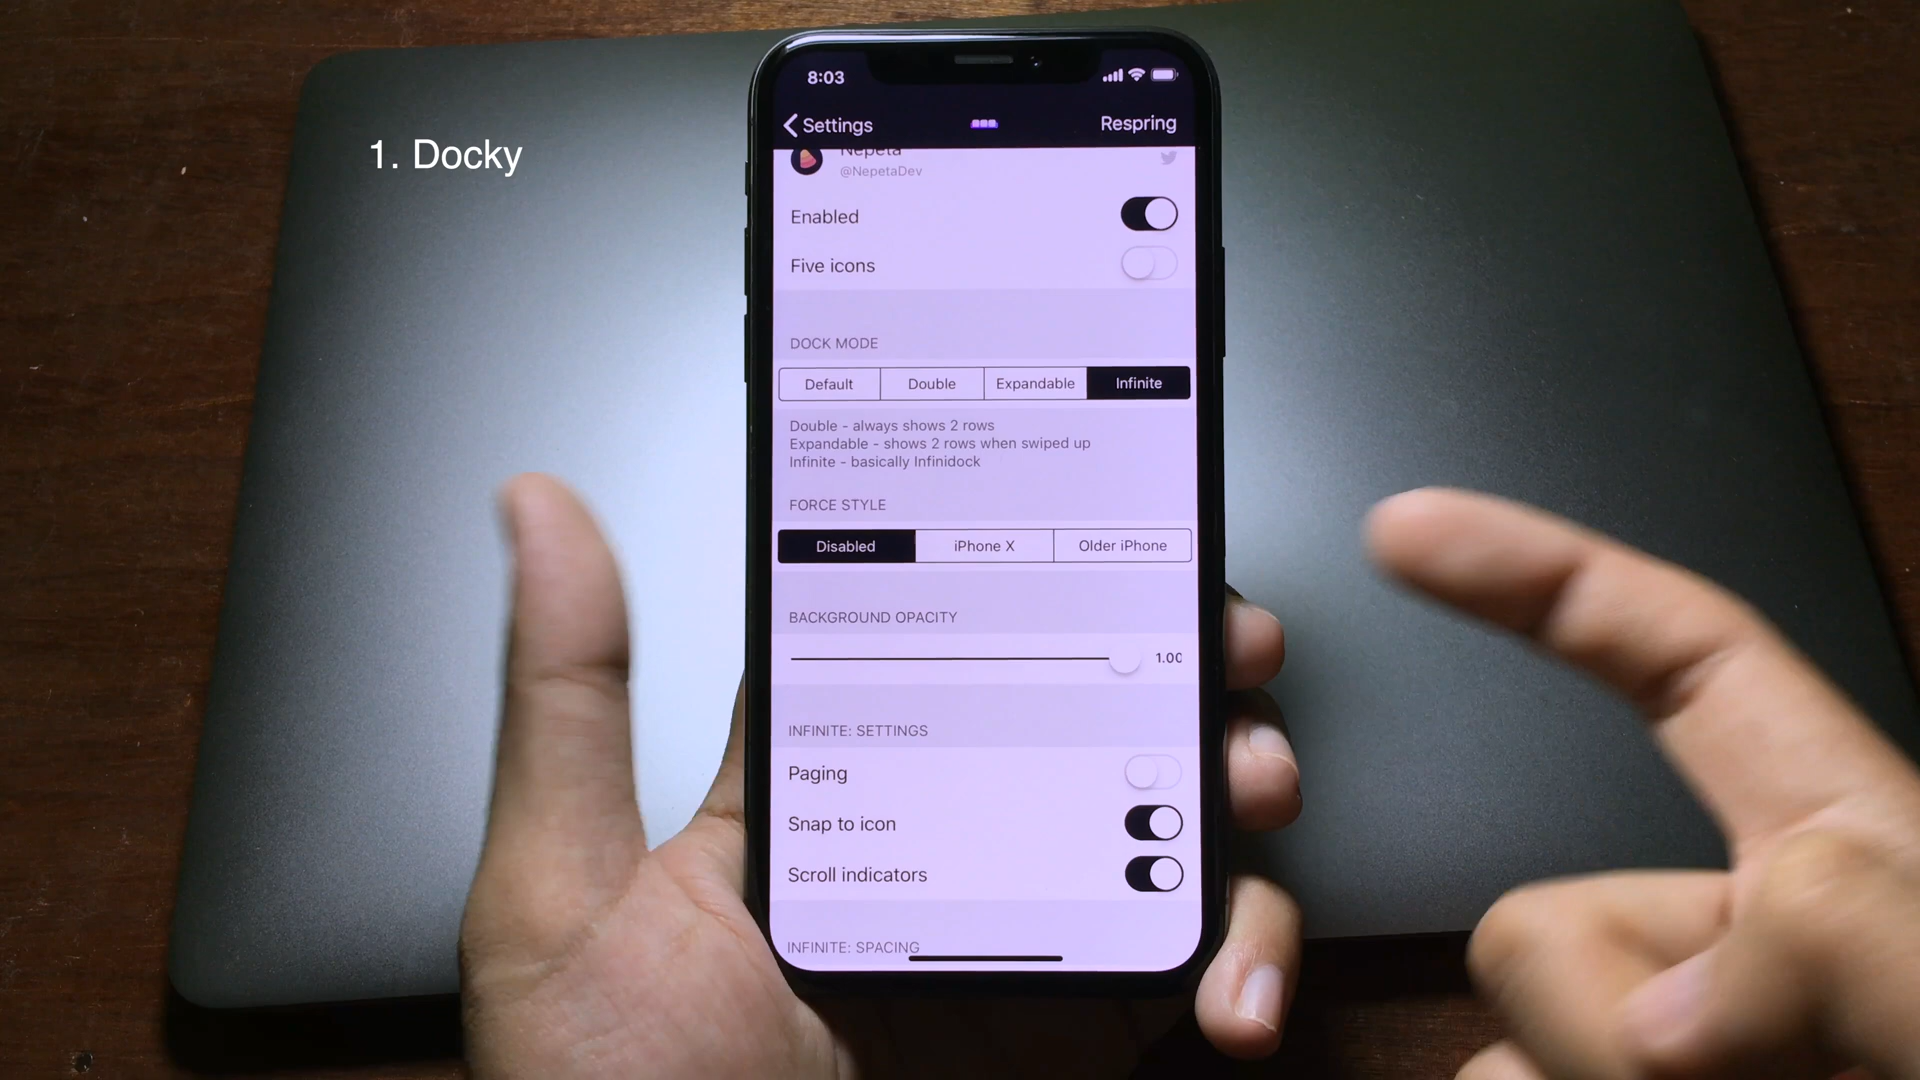 1. Docky
8:03
Settings
Respring
Nepeta
@NepetaDev
Enabled
Five icons
DOCK MODE
Default Double Expandable Infinite
Double - always shows 2 rows
Expandable - shows 2 rows when swiped up
Infinite - basically Infinidock
FORCE STYLE
Disabled iPhone X Older iPhone
BACKGROUND OPACITY
1.00
INFINITE: SETTINGS
Paging
Snap to icon
Scroll indicators
INFINITE: SPACING